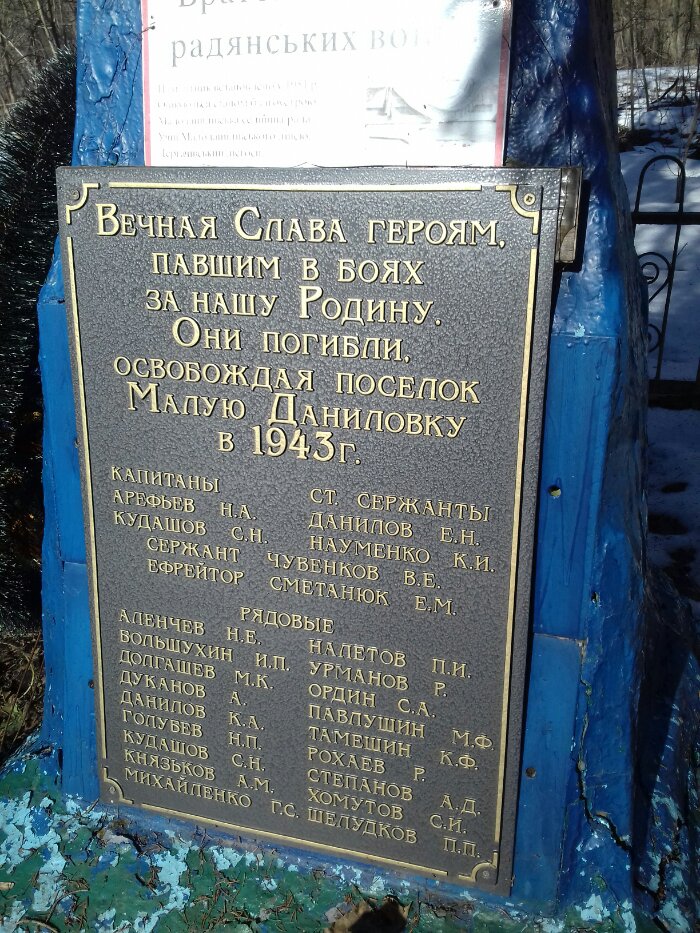 радянських
Вечная Слава героям,
павшим в боях
за нашу Родину.
Они погибли,
освобождая поселок
Малую Даниловку
в 1943г.
капитаны
Арефьев Н.А.
Кудашов С.Н.
ст. сержанты
Данилов Е.Н.
Науменко К.И.
сержант Чувенков В.Е.
ефрейтор Сметанюк Е.М.
рядовые
Аленчев Н.Е.
Вольшухин И.П.
Долгашев М.К.
Дуканов А.
Данилов К.А.
Голубев Н.П.
Кудашов С.Н.
Князьков А.М.
Михайленко Г.С.
Налетов П.И.
Урманов Р.
Ордин С.А.
Павлушин М.Ф.
Тамешин К.Ф.
Рохаев Р.
Степанов А.Д.
Хомутов С.И.
Шелудков П.П.